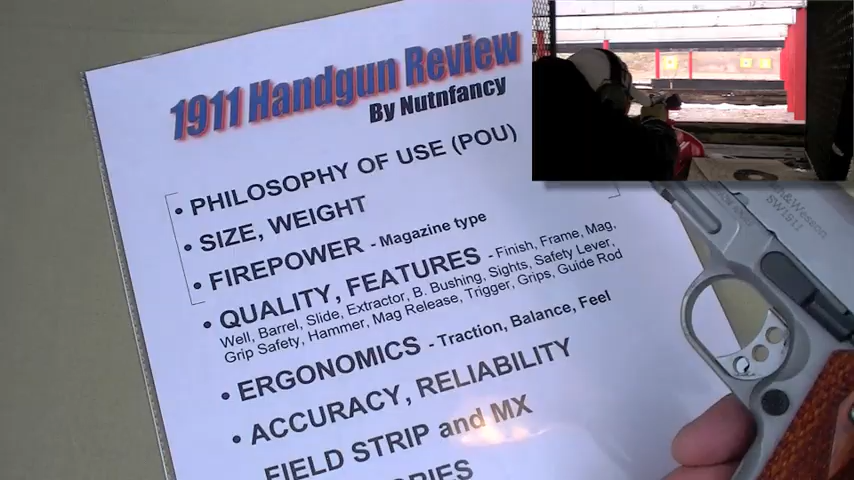 1911 Handgun Review
By Nutnfancy
• PHILOSOPHY OF USE (POU)
• SIZE, WEIGHT
• FIREPOWER - Magazine type
• QUALITY, FEATURES - Finish, Frame, Mag.
Well, Barrel, Slide, Extractor, B. Bushing, Sights, Safety Lever,
Grip Safety, Hammer, Mag Release, Trigger, Grips, Guide Rod
• ERGONOMICS - Traction, Balance, Feel
• ACCURACY, RELIABILITY
FIELD STRIP and MX
SW1911